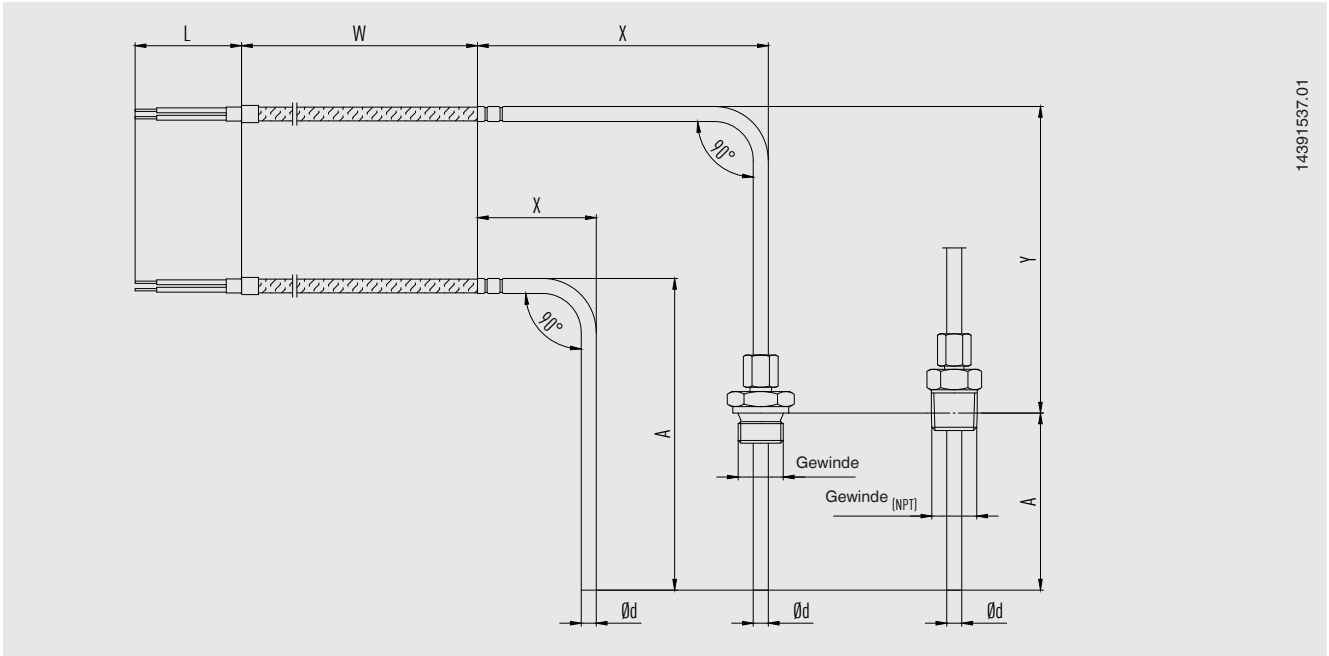 L
W
X
14391537.01
90°
X
Y
90°
A
Gewinde
Gewinde (NPT)
A
Ød
Ød
Ød